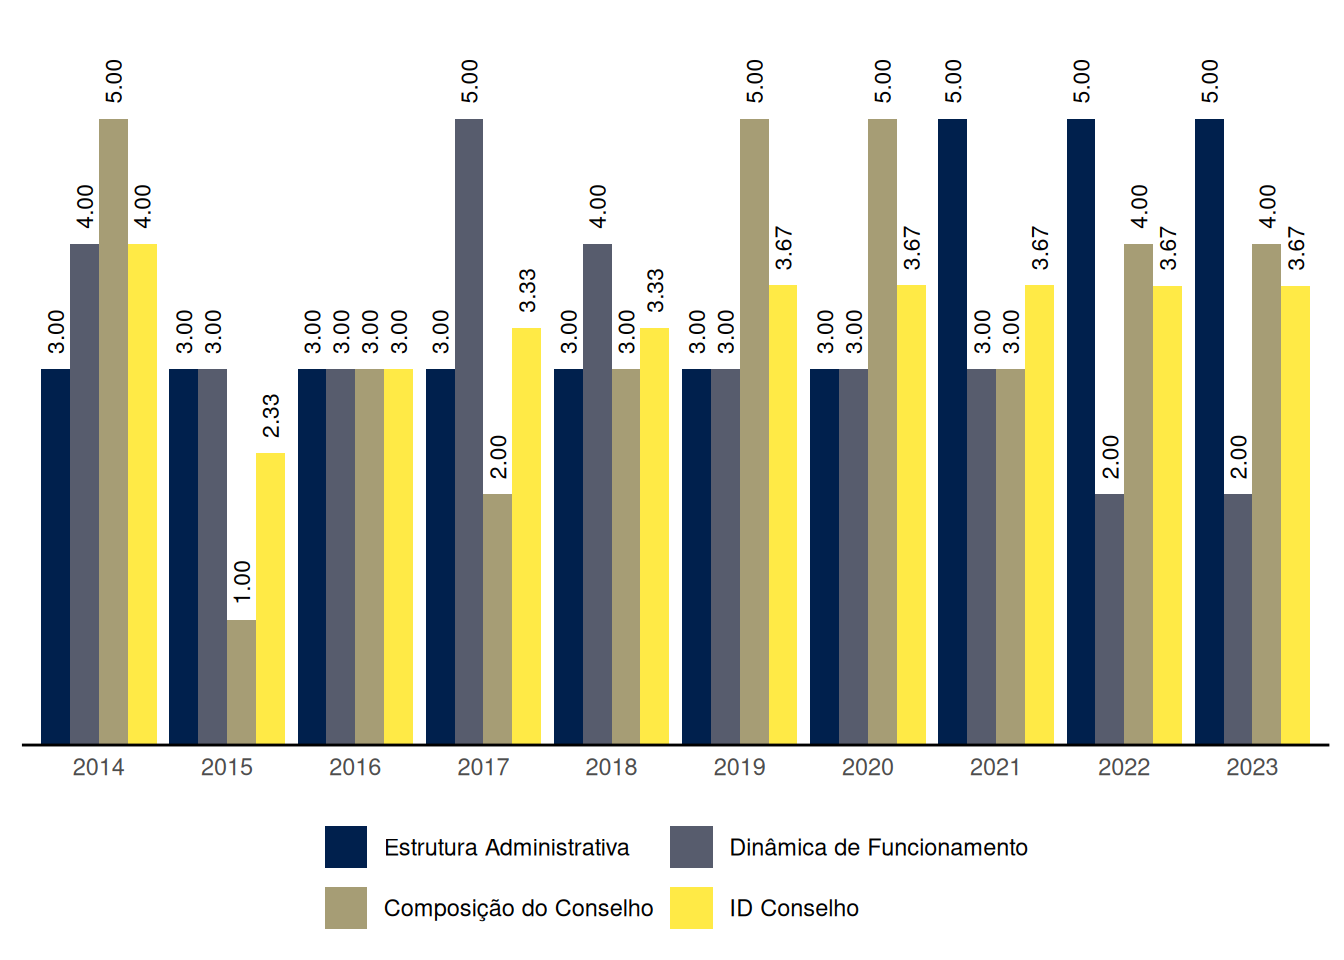 3.00 4.00 5.00 4.00 3.00 3.00 1.00 2.33 3.00 3.00 3.00 3.00 3.00 5.00 2.00 3.33 3.00 4.00 3.00 3.33 3.00 3.00 5.00 3.67 3.00 3.00 5.00 3.67 5.00 3.00 3.00 3.67 5.00 2.00 4.00 3.67 5.00 2.00 4.00 3.67
2014 2015 2016 2017 2018 2019 2020 2021 2022 2023
Estrutura Administrativa Dinâmica de Funcionamento
Composição do Conselho ID Conselho